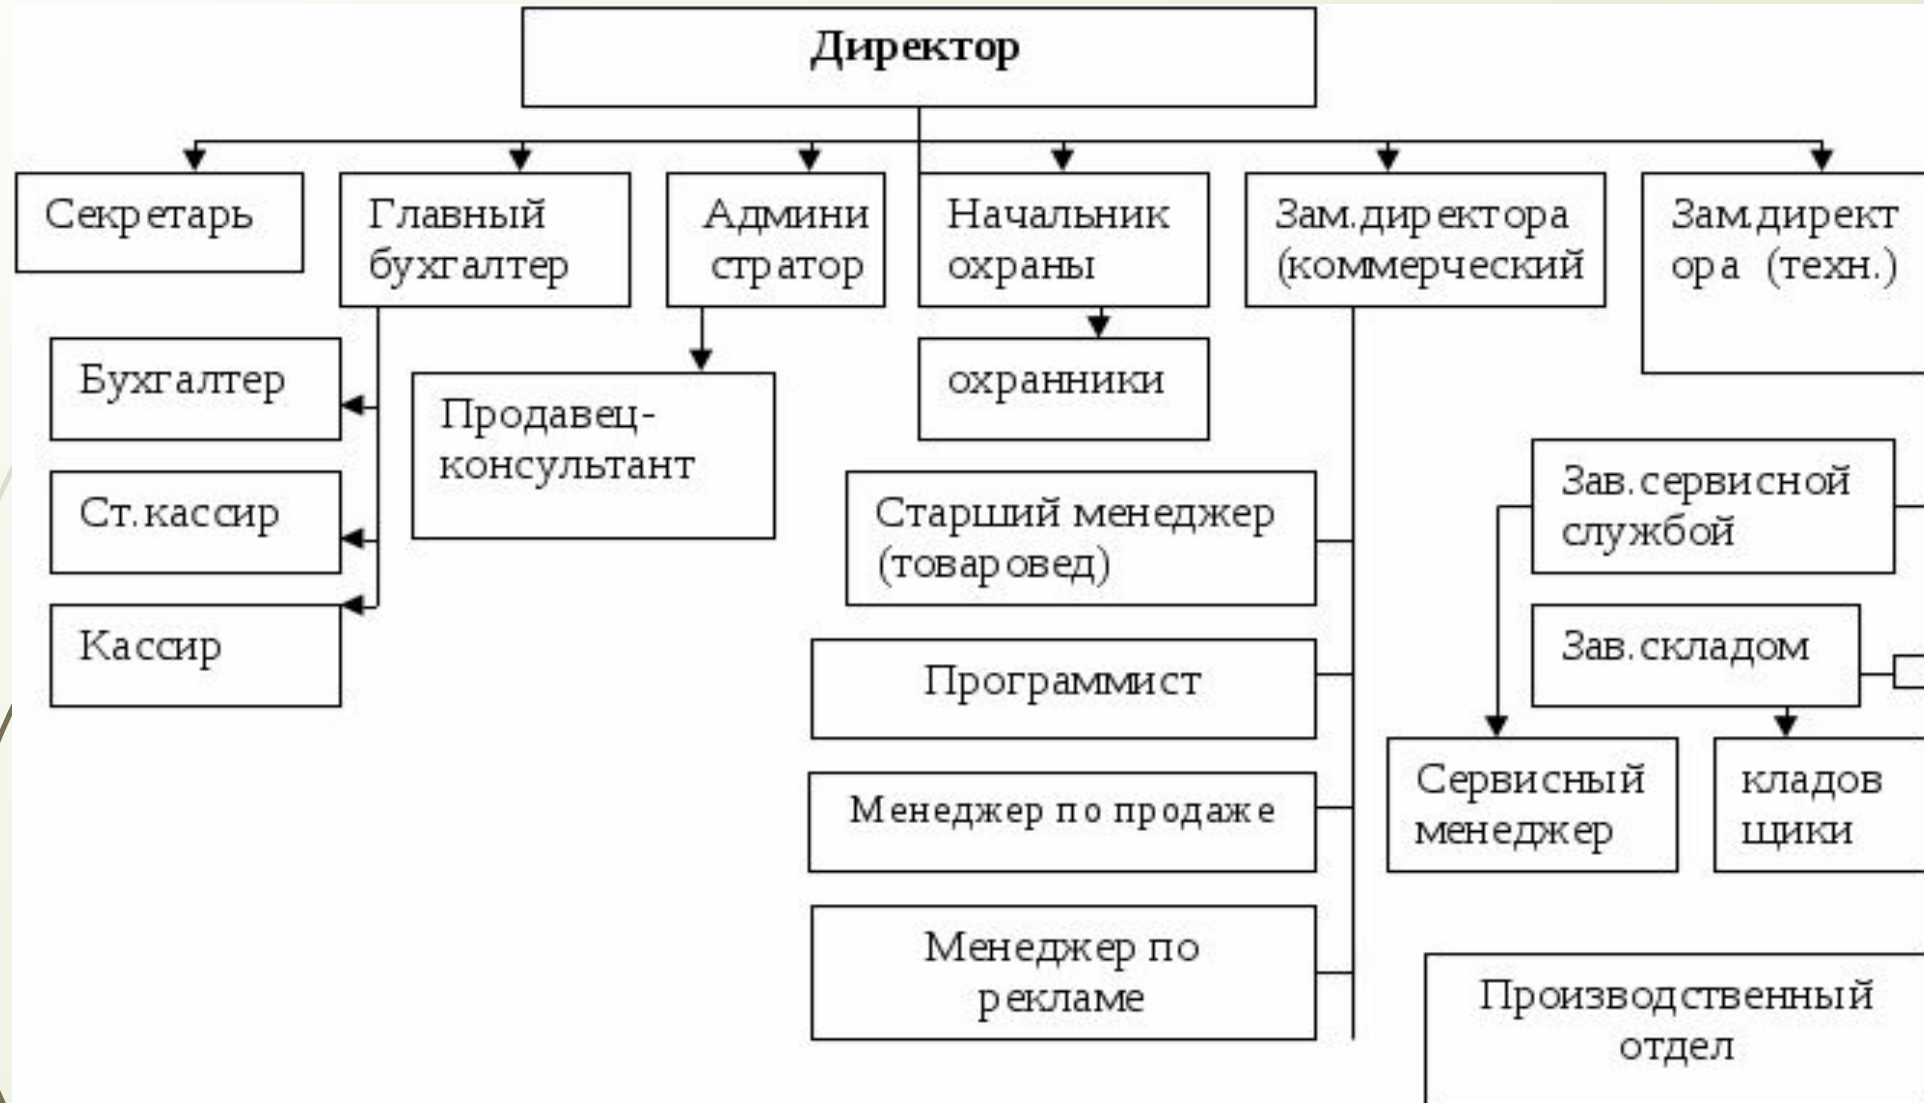 Директор
Секретарь
Главный
бухгалтер
Админи
стратор
Начальник
охраны
Зам.директора
(коммерческий
Зам.директ
ора (техн.)
Бухгалтер
Ст.кассир
Кассир
Продавец-
консультант
охранники
Старший менеджер
(товаровед)
Программист
Менеджер по продаже
Менеджер по
рекламе
Зав.сервисной
службой
Зав.складом
Сервисный
менеджер
кладов
щики
Производственный
отдел